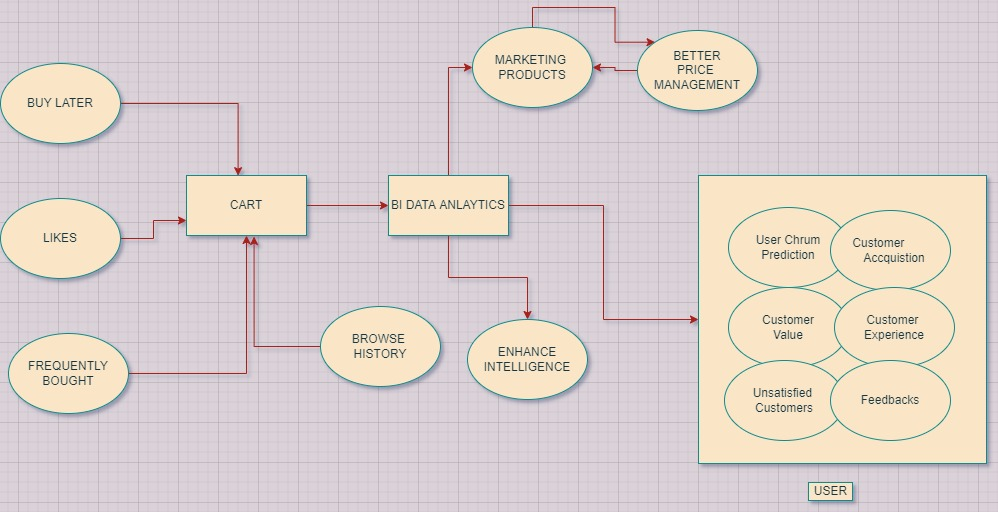 MARKETING
PRODUCTS
BETTER
PRICE
MANAGEMENT
BUY LATER
CART
BI DATA ANLAYTICS
LIKES
User Chrum
Prediction
Customer
Accquistion
Customer
Value
Customer
Experience
BROWSE
HISTORY
ENHANCE
INTELLIGENCE
FREQUENTLY
BOUGHT
Unsatisfied
Customers
Feedbacks
USER